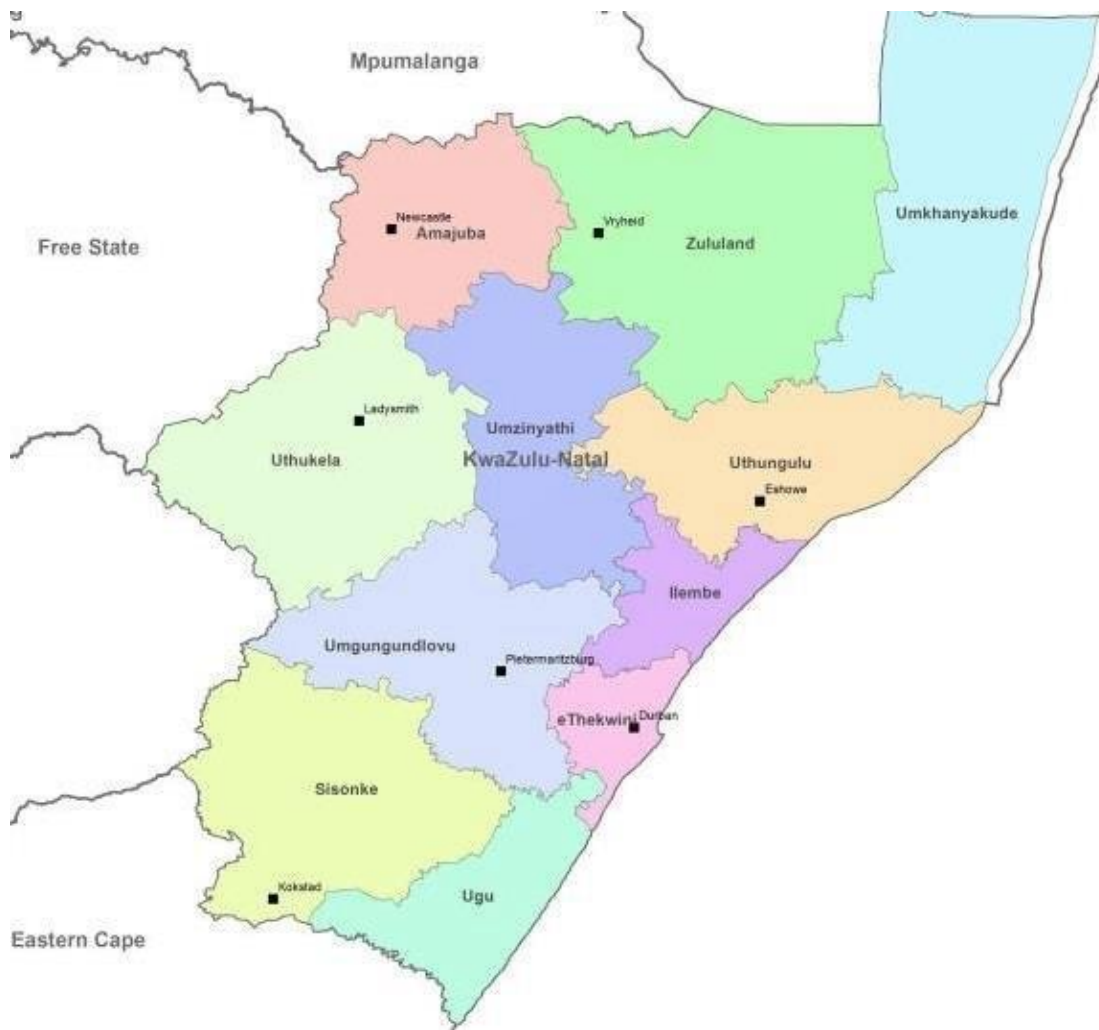 Mpumalanga
Umkhanyakude
Newcastle
Amajuba
Vryheid
Zululand
Free State
Ladysmith
Uthukela
Umzinyathi
KwaZulu-Natal
Uthungulu
Eshowe
Ilembe
Umgungundlovu
Pietermaritzburg
eThekwini
Durban
Sisonke
Kokstad
Ugu
Eastern Cape